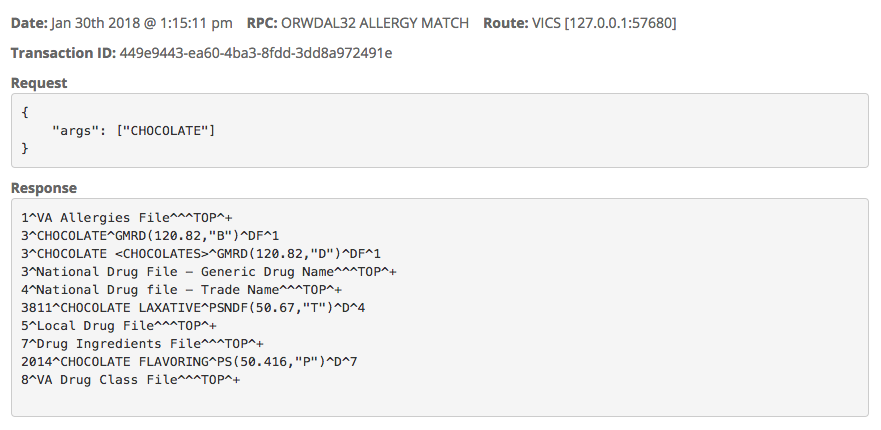 Date: Jan 30th 2018 @ 1:15:11 pm RPC: ORWDAL32 ALLERGY MATCH Route: VICS [127.0.0.1:57680]
Transaction ID: 449e9443-ea60-4ba3-8fdd-3dd8a972491e
Request
{
    "args": ["CHOCOLATE"]
}
Response
1^VA Allergies File^^^TOP^+
3^CHOCOLATE^GMRD(120.82,"B")^DF^1
3^CHOCOLATE <CHOCOLATES>^GMRD(120.82,"D")^DF^1
3^National Drug File – Generic Drug Name^^^TOP^+
4^National Drug file – Trade Name^^^TOP^+
3811^CHOCOLATE LAXATIVE^PSNDF(50.67,"T")^D^4
5^Local Drug File^^^TOP^+
7^Drug Ingredients File^^^TOP^+
2014^CHOCOLATE FLAVORING^PS(50.416,"P")^D^7
8^VA Drug Class File^^^TOP^+